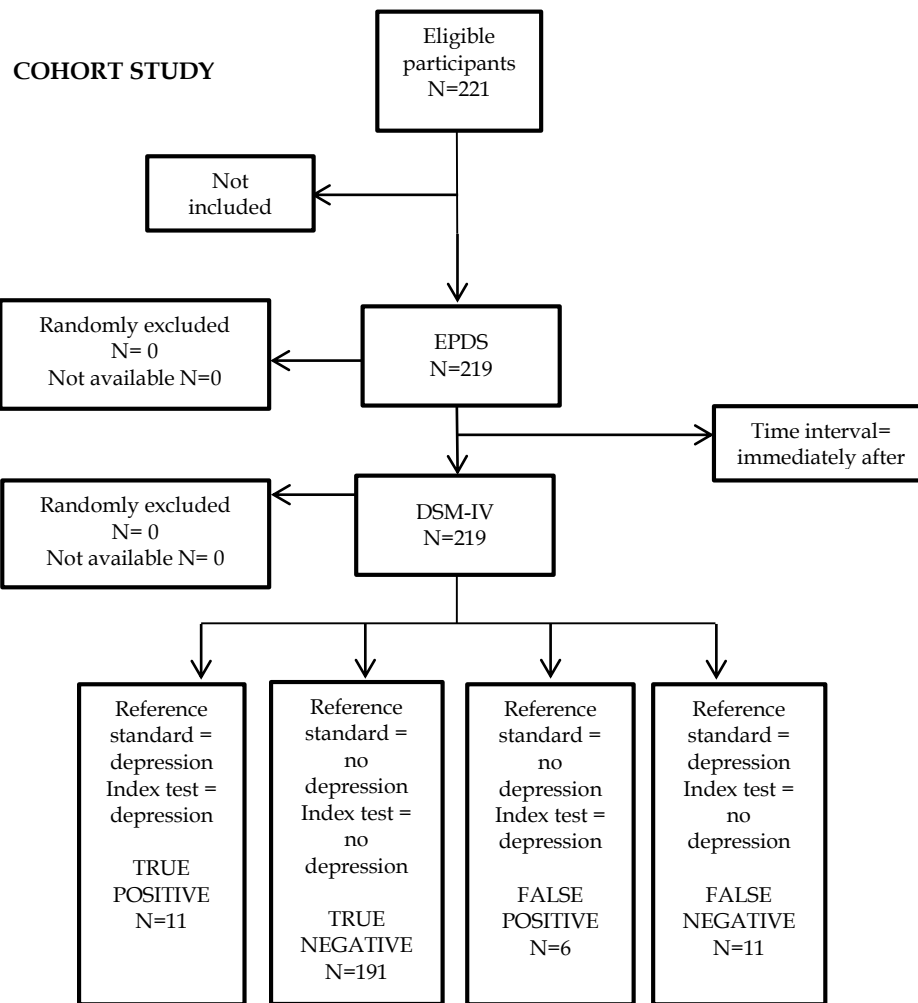 COHORT STUDY
Eligible
participants
N=221
Not
included
Randomly excluded
N= 0
Not available N=0
EPDS
N=219
Time interval=
immediately after
Randomly excluded
N= 0
Not available N= 0
DSM-IV
N=219
Reference
standard =
depression
Index test =
depression
TRUE
POSITIVE
N=11
Reference
standard =
no
depression
Index test =
no
depression
TRUE
NEGATIVE
N=191
Reference
standard =
no
depression
Index test =
depression
FALSE
POSITIVE
N=6
Reference
standard =
depression
Index test =
no
depression
FALSE
NEGATIVE
N=11